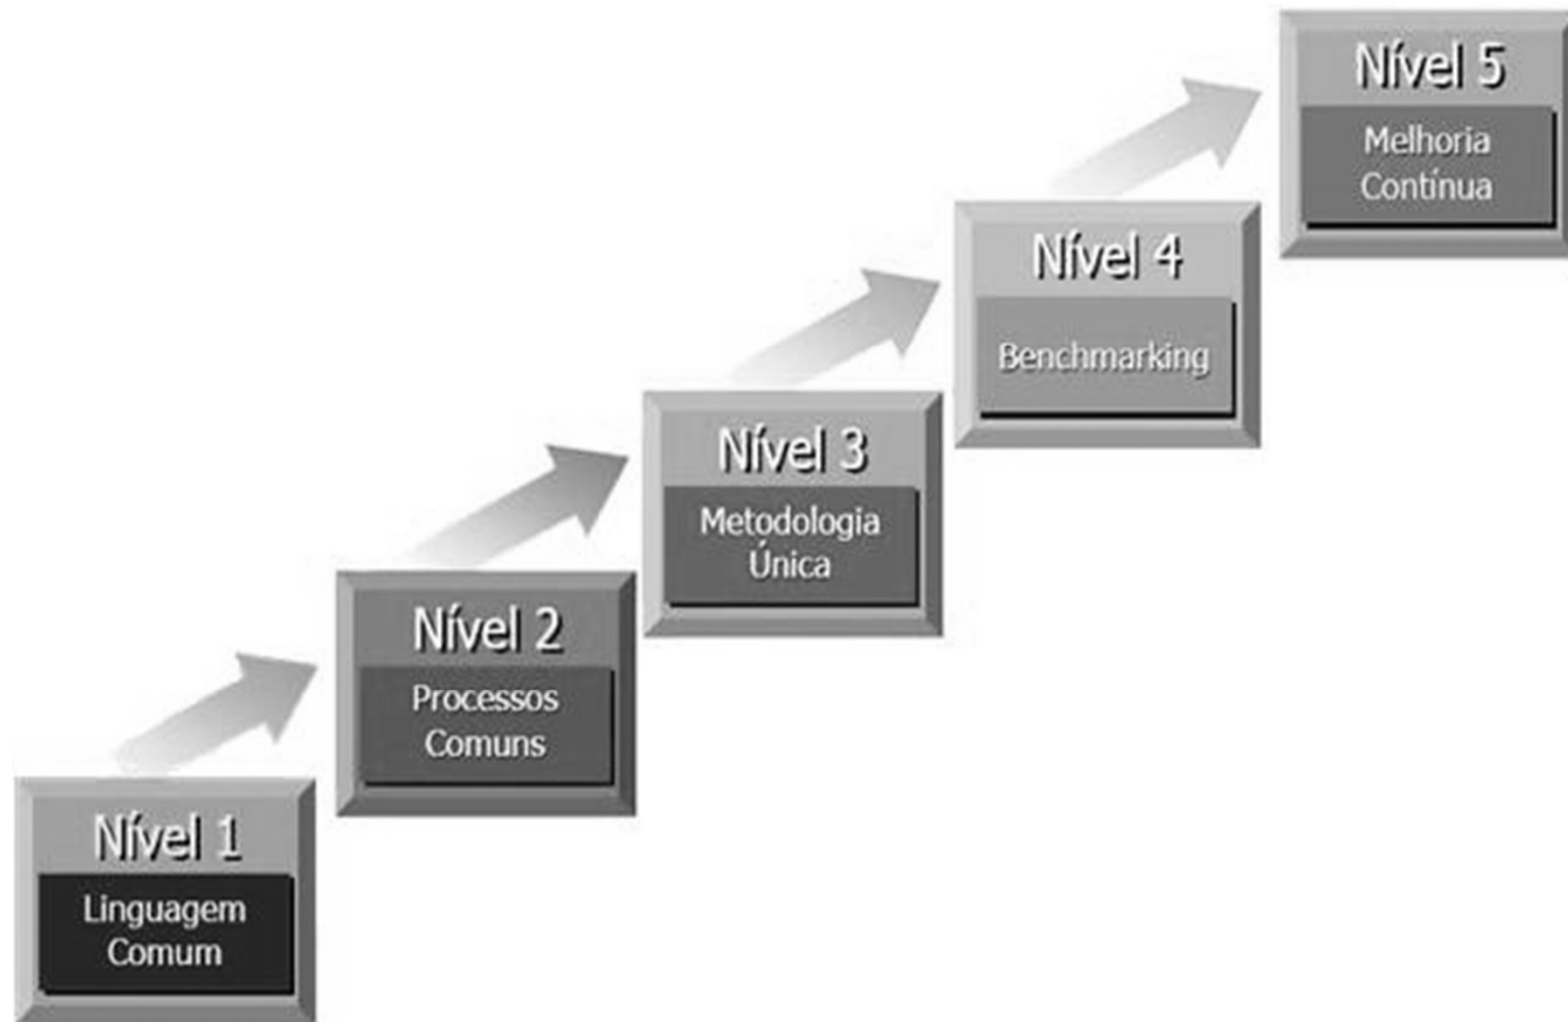 Nível 1
Linguagem
Comum
Nível 2
Processos
Comuns
Nível 3
Metodologia
Única
Nível 4
Benchmarking
Nível 5
Melhoria
Contínua